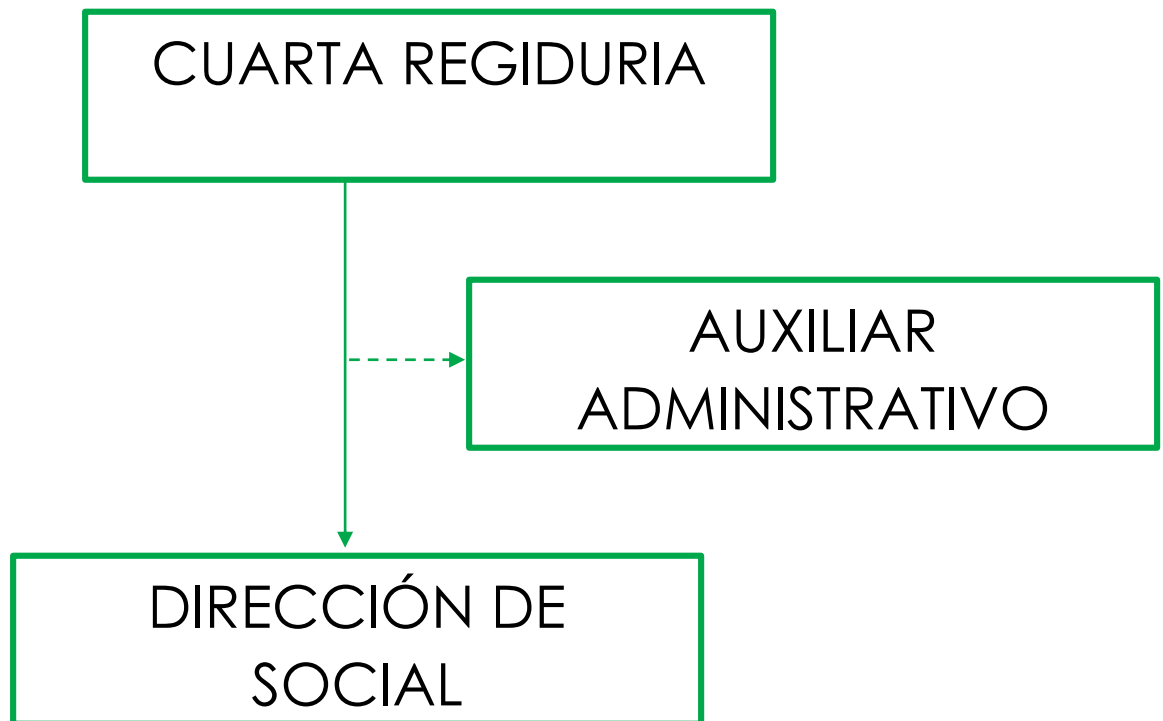 CUARTA REGIDURIA
AUXILIAR
ADMINISTRATIVO
DIRECCIÓN DE
SOCIAL